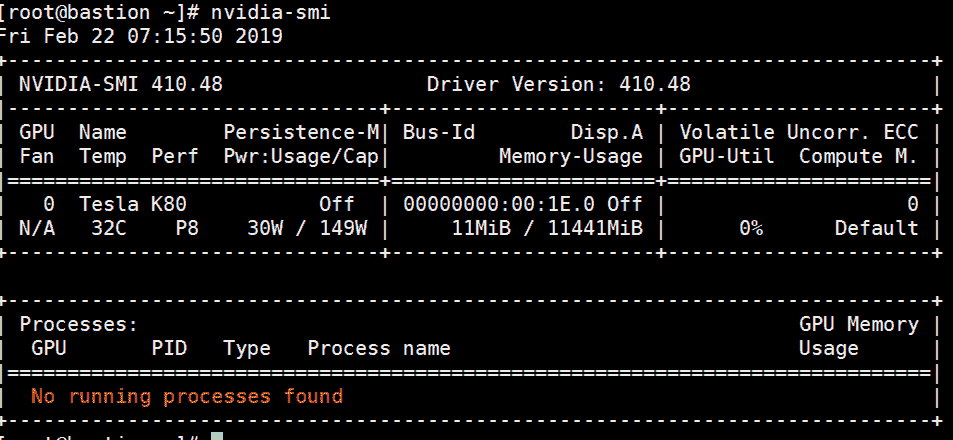 [root@bastion ~]# nvidia-smi
Fri Feb 22 07:15:50 2019
+-----------------------------------------------------------------------------+
| NVIDIA-SMI 410.48                 Driver Version: 410.48                    |
|-------------------------------+----------------------+----------------------+
| GPU  Name        Persistence-M| Bus-Id        Disp.A | Volatile Uncorr. ECC |
| Fan  Temp  Perf  Pwr:Usage/Cap|         Memory-Usage | GPU-Util  Compute M. |
|===============================+======================+======================|
|   0  Tesla K80           Off  | 00000000:00:1E.0 Off |                    0 |
| N/A   32C    P8    30W / 149W |     11MiB / 11441MiB |      0%      Default |
+-------------------------------+----------------------+----------------------+

+-----------------------------------------------------------------------------+
| Processes:                                                       GPU Memory |
|  GPU       PID   Type   Process name                             Usage      |
|=============================================================================|
|  No running processes found                                                 |
+-----------------------------------------------------------------------------+
[root@bastion ~]#